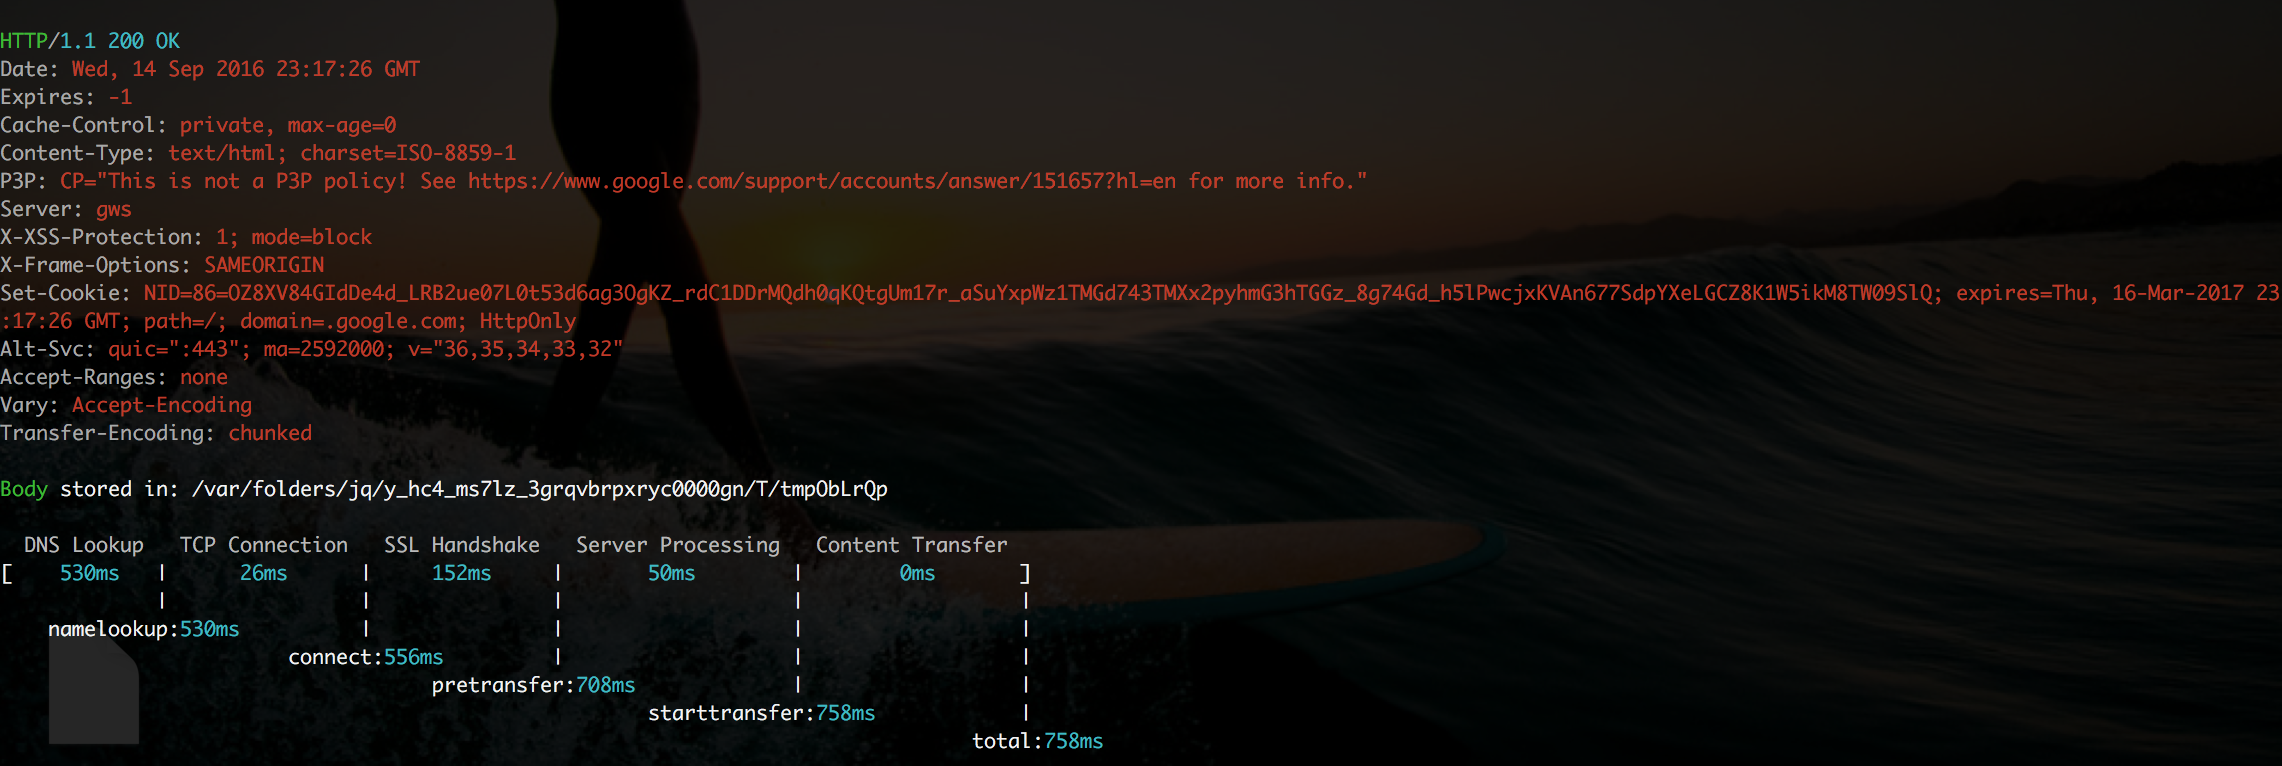 HTTP/1.1 200 OK
Date: Wed, 14 Sep 2016 23:17:26 GMT
Expires: -1
Cache-Control: private, max-age=0
Content-Type: text/html; charset=ISO-8859-1
P3P: CP="This is not a P3P policy! See https://www.google.com/support/accounts/answer/151657?hl=en for more info."
Server: gws
X-XSS-Protection: 1; mode=block
X-Frame-Options: SAMEORIGIN
Set-Cookie: NID=86=OZ8XV84GIdDe4d_LRB2ue07L0t53d6ag3OgKZ_rdC1DDrMQdh0qKQtgUm17r_aSuYxpWz1TMGd743TMXx2pyhmG3hTGGz_8g74Gd_h5lPwcjxKVAn677SdpYXeLGCZ8K1W5ikM8TW09SlQ; expires=Thu, 16-Mar-2017 23
:17:26 GMT; path=/; domain=.google.com; HttpOnly
Alt-Svc: quic=":443"; ma=2592000; v="36,35,34,33,32"
Accept-Ranges: none
Vary: Accept-Encoding
Transfer-Encoding: chunked
Body stored in: /var/folders/jq/y_hc4_ms7lz_3grqvbrpxryc0000gn/T/tmpObLrQp
DNS Lookup TCP Connection SSL Handshake Server Processing Content Transfer
[ 530ms | 26ms | 152ms | 50ms | 0ms ]
| | | | |
namelookup:530ms | | | |
connect:556ms | | |
pretransfer:708ms | |
starttransfer:758ms |
total:758ms